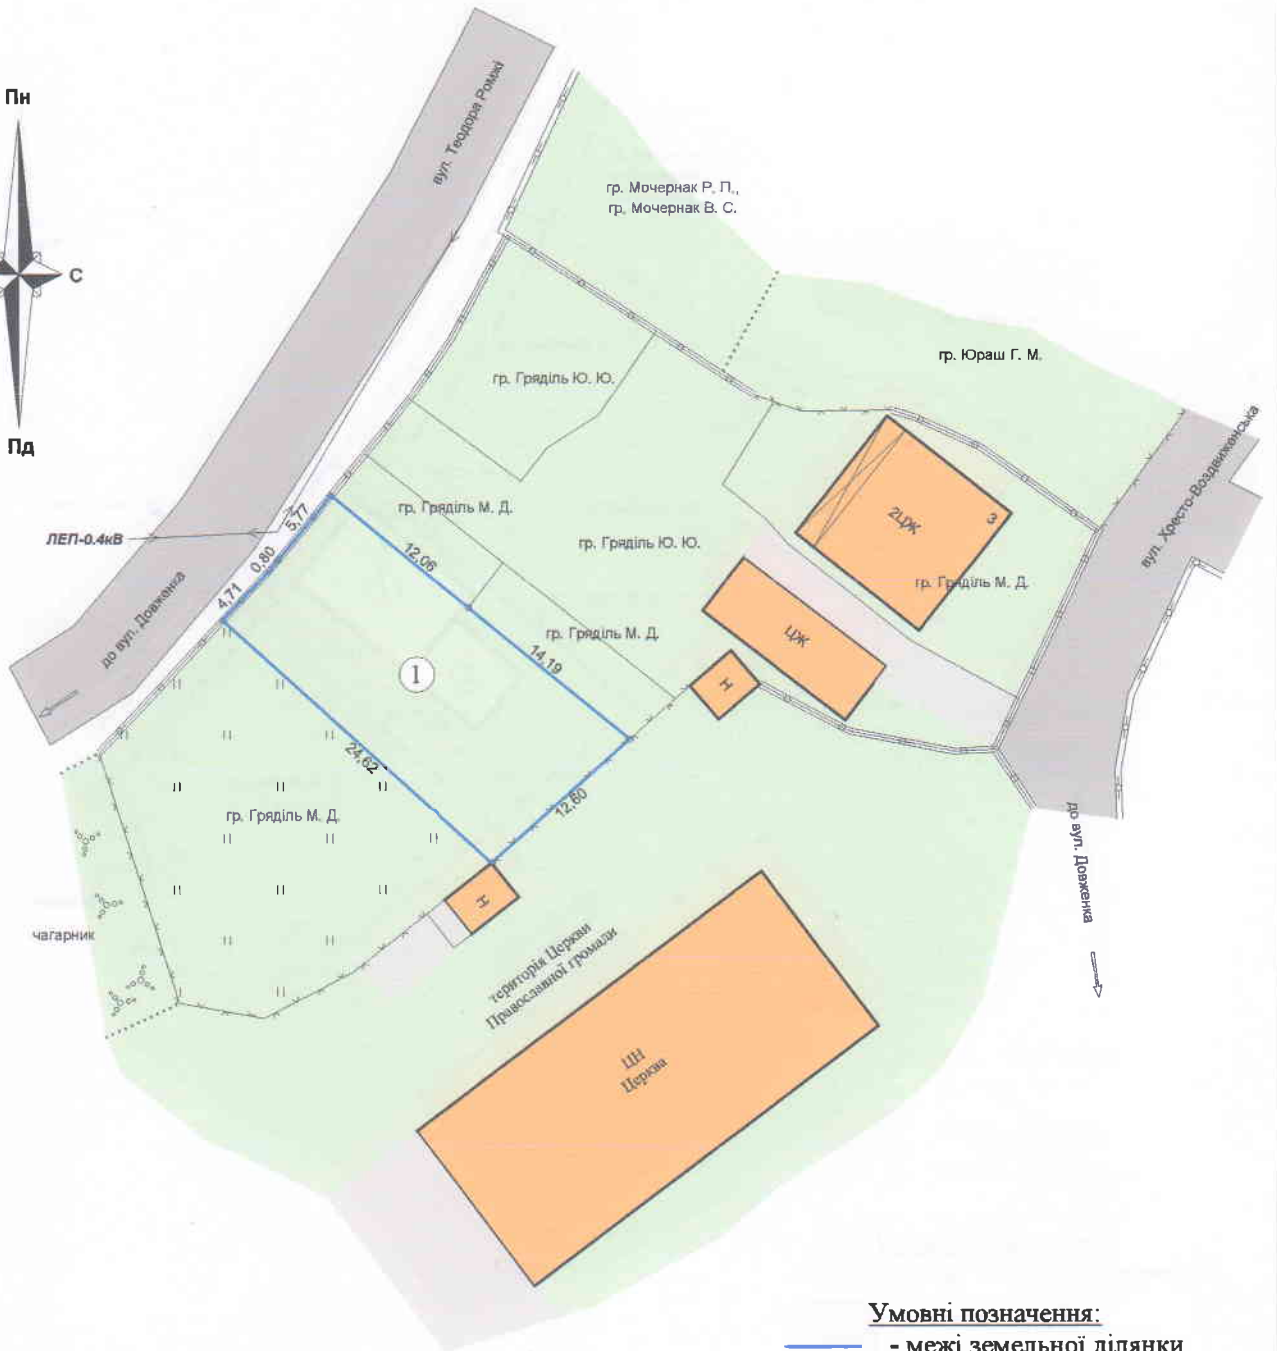 Пн
С
Пд
вул. Теодора Ромжі
гр. Мочернак Р. П.,
гр. Мочернак В. С.
гр. Юраш Г. М.
гр. Гряділь Ю. Ю.
вул. Хресто-Воздвиженська
гр. Гряділь М. Д.
гр. Гряділь Ю. Ю.
2ЦЖ
3
ЛЕП-0.4кВ
5,77
0,80
4,71
12,06
до вул. Довженка
гр. Гряділь М. Д.
гр. Гряділь М. Д.
ЦЖ
14,19
1
Н
24,62
12,60
гр. Гряділь М. Д.
до вул. Довженка
Н
чагарник
територія Церкви
Православної громади
ЦН
Церква
Умовні позначення:
- межі земельної ділянки